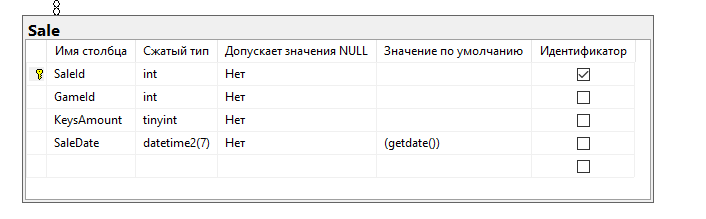 Sale
Имя столбца Сжатый тип Допускает значения NULL Значение по умолчанию Идентификатор
SaleId int Нет
GameId int Нет
KeysAmount tinyint Нет
SaleDate datetime2(7) Нет (getdate())